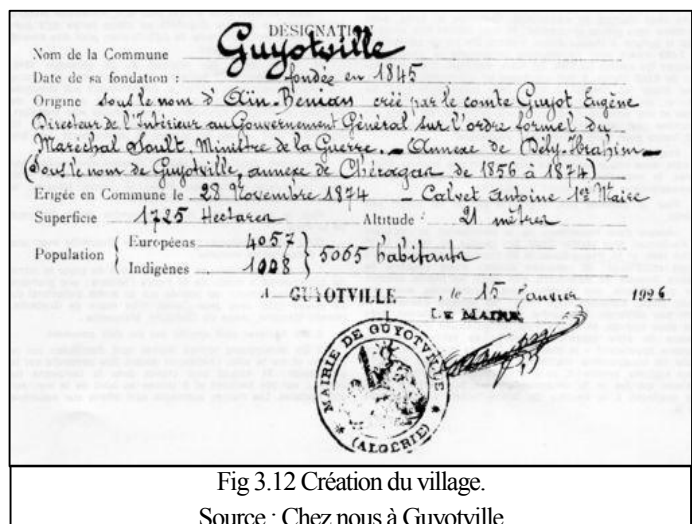 DÉSIGNATION
Nom de la Commune Guyotville
Date de sa fondation : fondée en 1845
Origine sous le nom d'Aïn-Benian créé par le comte Guyot Eugène
Directeur de l'Intérieur au Gouvernement Général sur l'ordre formel du
Maréchal Soult, Ministre de la Guerre. _ Annexe de Dély-Ibrahim _
(Sous le nom de Guyotville, annexe de Chéragas de 1856 à 1874)
Erigée en Commune le 28 Novembre 1874 _ Calvet Antoine 1er Maire
Superficie 1725 Hectares Altitude : 21 mètres
Population { Européens 4057 } 5065 habitants
Indigènes 1008
A GUYOTVILLE, le 15 Janvier 1926
LE MAIRE
MAIRIE DE GUYOTVILLE
* (ALGERIE) *
Fig 3.12 Création du village.
Source : Chez nous à Guyotville